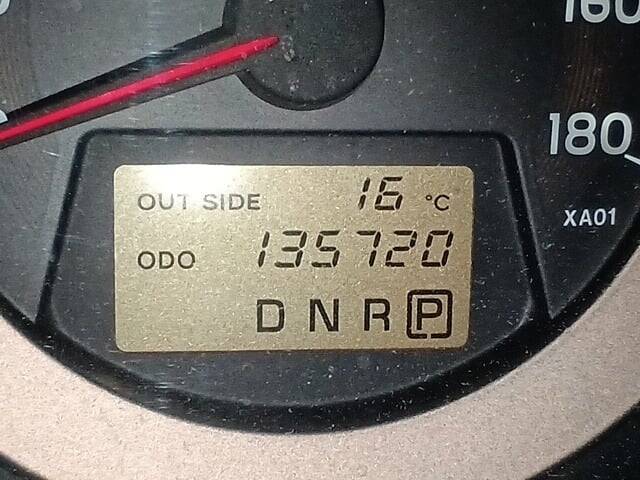 160
180
XA01
OUT SIDE 16 °C
ODO 135720
D N R P